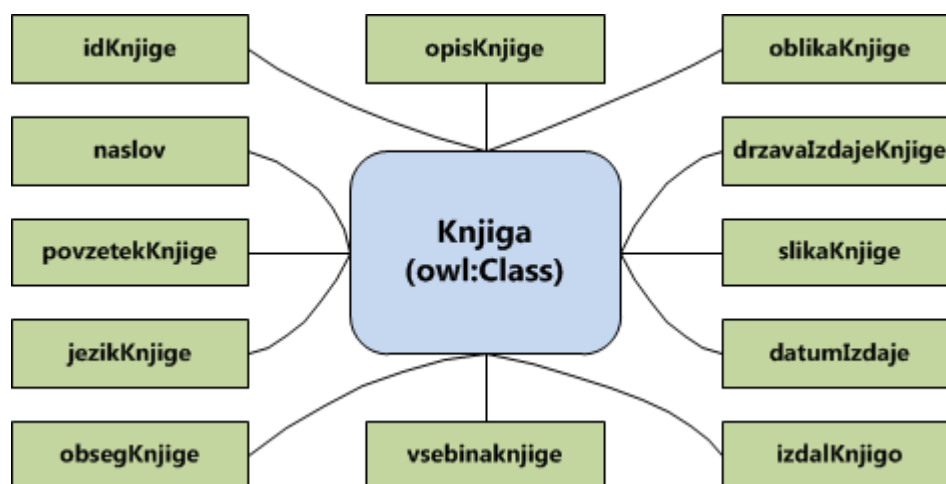 idKnjige
opisKnjige
oblikaKnjige
naslov
drzavaIzdajeKnjige
Knjiga
(owl:Class)
povzetekKnjige
slikaKnjige
jezikKnjige
datumIzdaje
obsegKnjige
vsebinaknjige
izdalKnjigo